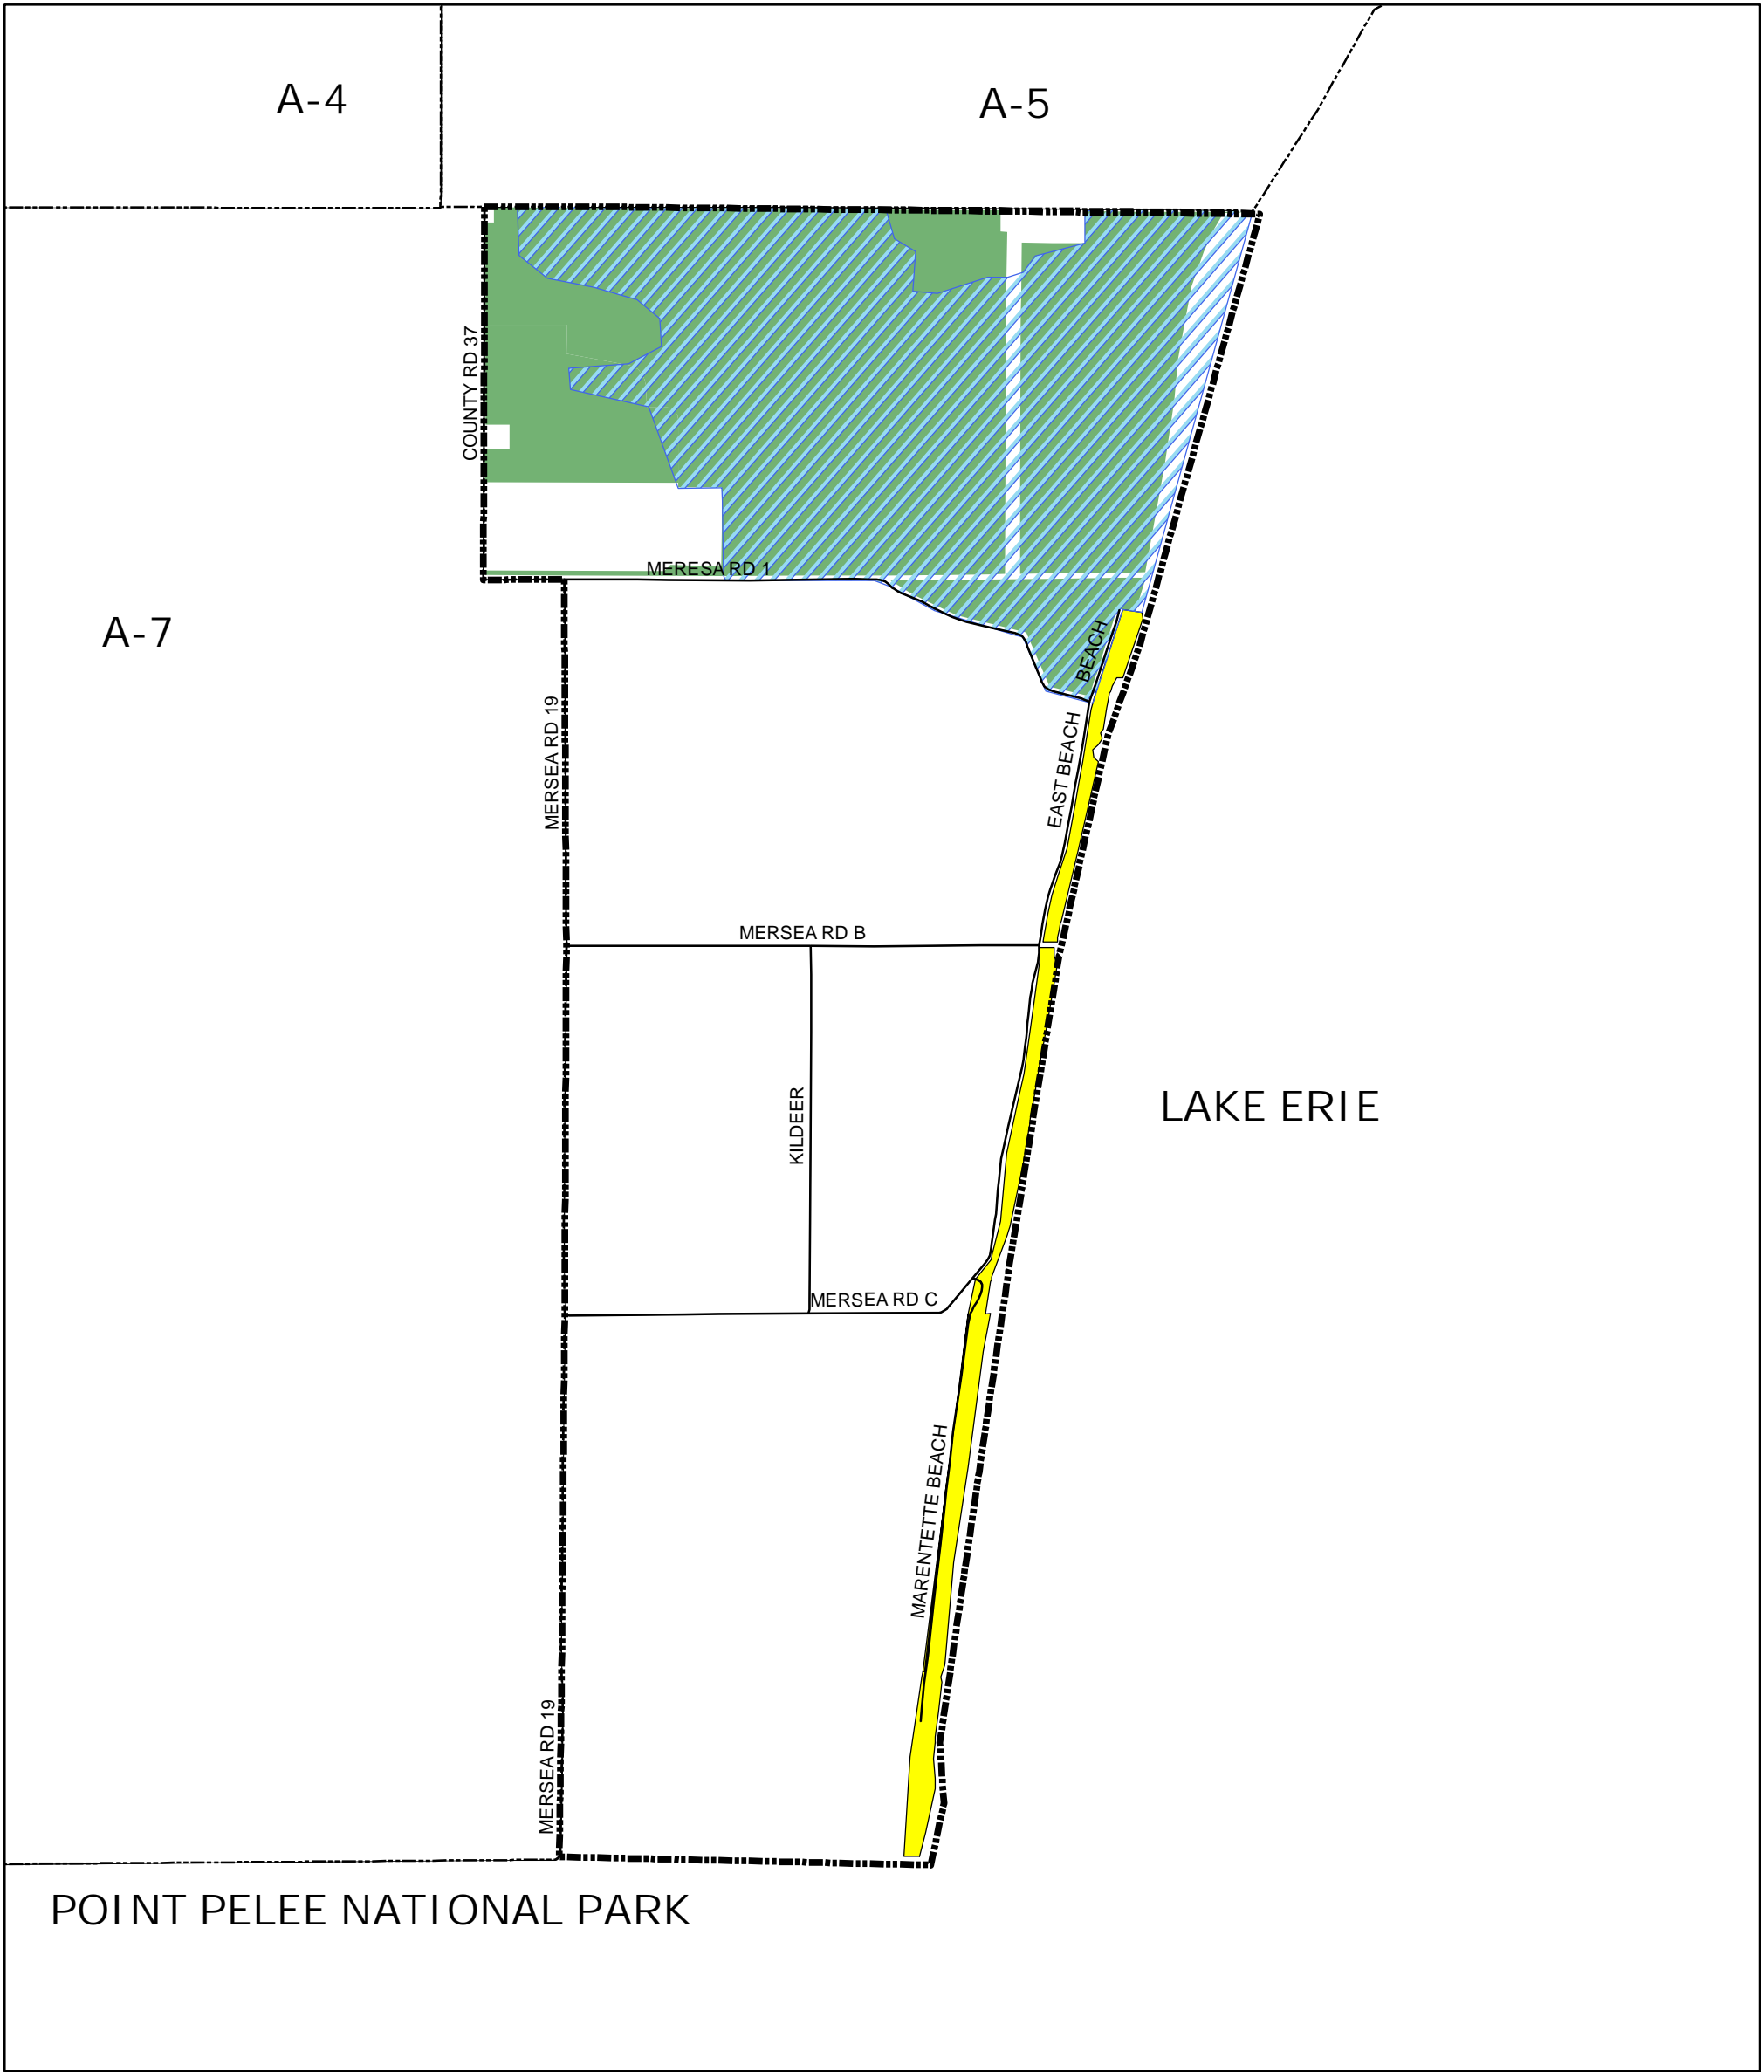 A-4
A-5
COUNTY RD 37
MERESA RD 1
A-7
BEACH
MERSEA RD 19
EAST BEACH
MERSEA RD B
KILDEER
LAKE ERIE
MERSEA RD C
MARENTETTE BEACH
MERSEA RD 19
POINT PELEE NATIONAL PARK